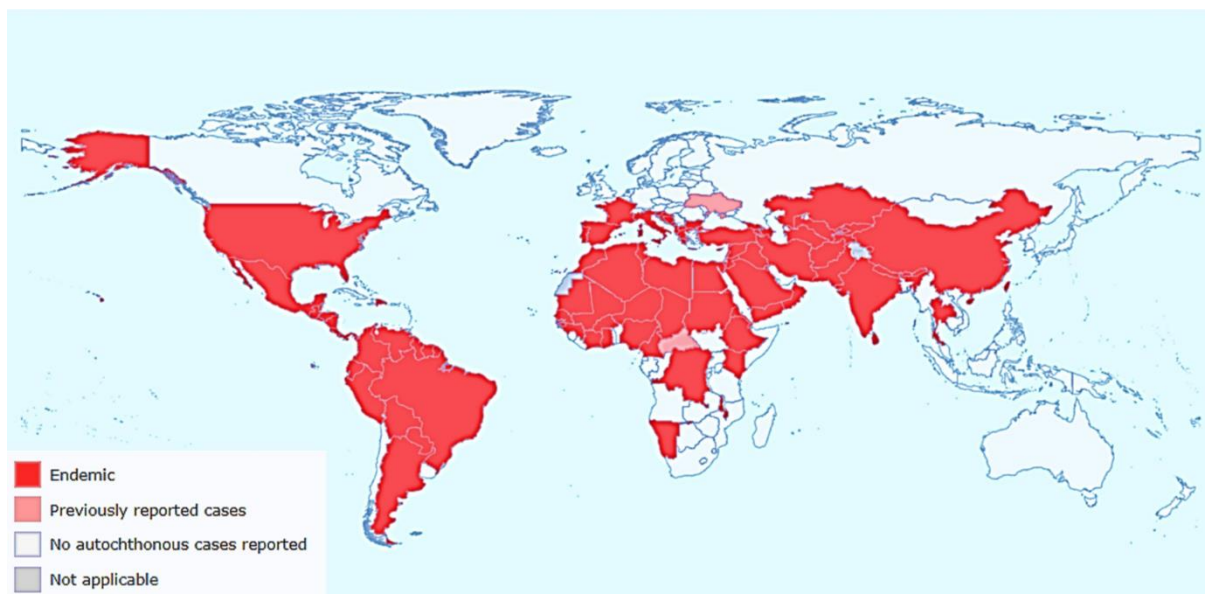 Endemic
Previously reported cases
No autochthonous cases reported
Not applicable